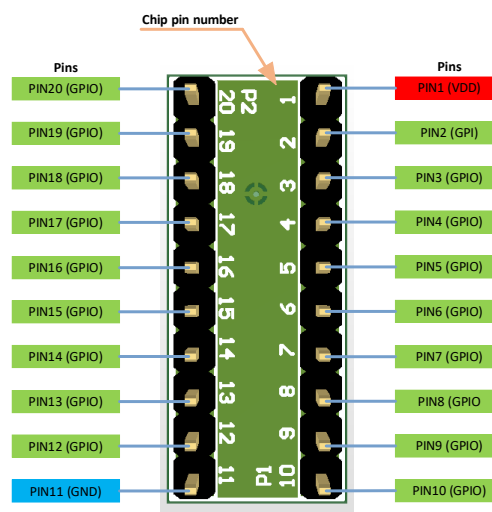 Chip pin number
Pins
Pins
PIN20 (GPIO)
PIN19 (GPIO)
PIN18 (GPIO)
PIN17 (GPIO)
PIN16 (GPIO)
PIN15 (GPIO)
PIN14 (GPIO)
PIN13 (GPIO)
PIN12 (GPIO)
PIN11 (GND)
20
19
18
17
16
15
14
13
12
11
P2
P1
1
2
3
4
5
6
7
8
9
10
PIN1 (VDD)
PIN2 (GPI)
PIN3 (GPIO)
PIN4 (GPIO)
PIN5 (GPIO)
PIN6 (GPIO)
PIN7 (GPIO)
PIN8 (GPIO
PIN9 (GPIO)
PIN10 (GPIO)